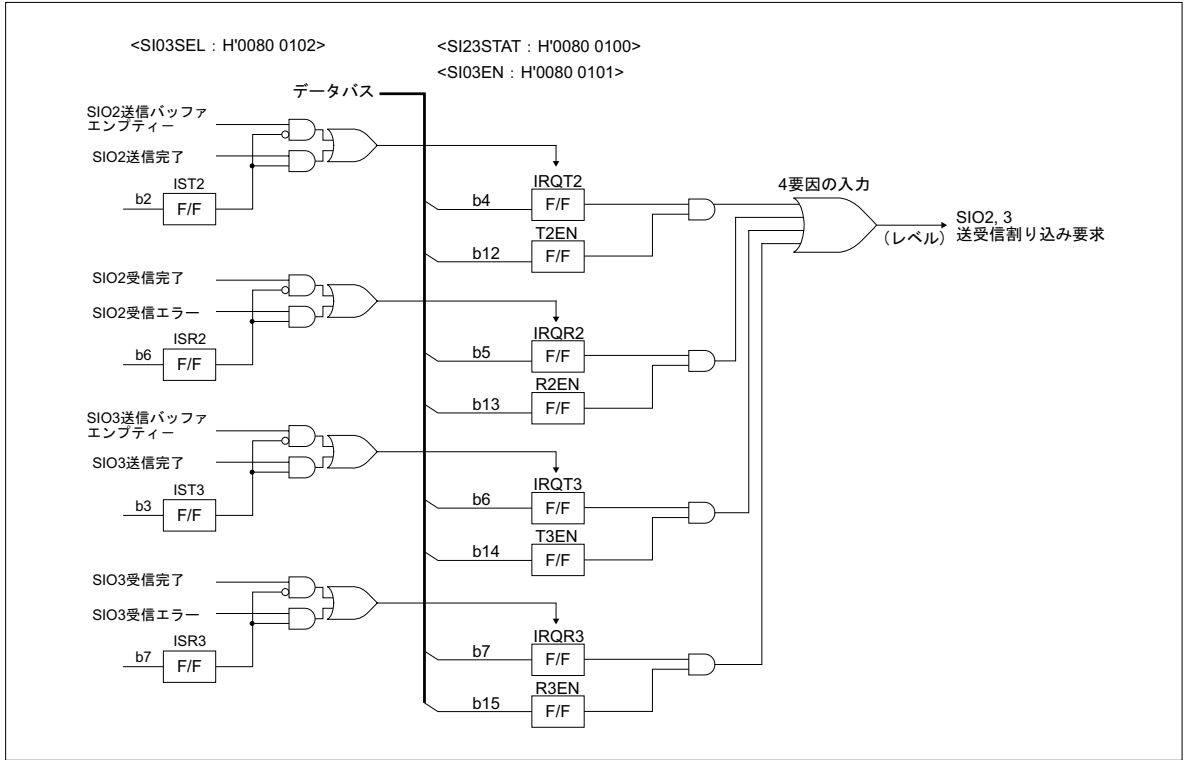 <SI03SEL：H'0080 0102>
<SI23STAT：H'0080 0100>
<SI03EN：H'0080 0101>
データバス
SIO2送信バッファ
エンプティー
SIO2送信完了
IST2
b2
F/F
IRQT2
b4
F/F
T2EN
b12
F/F
4要因の入力
（レベル）
SIO2, 3
送受信割り込み要求
SIO2受信完了
SIO2受信エラー
ISR2
b6
F/F
IRQR2
b5
F/F
R2EN
b13
F/F
SIO3送信バッファ
エンプティー
SIO3送信完了
IST3
b3
F/F
IRQT3
b6
F/F
T3EN
b14
F/F
SIO3受信完了
SIO3受信エラー
ISR3
b7
F/F
IRQR3
b7
F/F
R3EN
b15
F/F